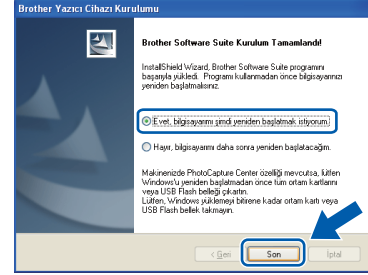 Brother Yazıcı Cihazı Kurulumu
Brother Software Suite Kurulum Tamamlandı!
InstallShield Wizard, Brother Software Suite programını
başarıyla yükledi. Programı kullanmadan önce bilgisayarınızı
yeniden başlatmalısınız.
Evet, bilgisayarımı şimdi yeniden başlatmak istiyorum.
Hayır, bilgisayarımı daha sonra yeniden başlatacağım.
Makinenizde PhotoCapture Center özelliği mevcutsa, lütfen
Windows'u yeniden başlatmadan önce tüm ortam kartlarını
veya USB Flash belleği çıkartın.
Lütfen, Windows yüklemeyi bitirene kadar ortam kartı veya
USB Flash bellek takmayın.
< Geri
Son
İptal